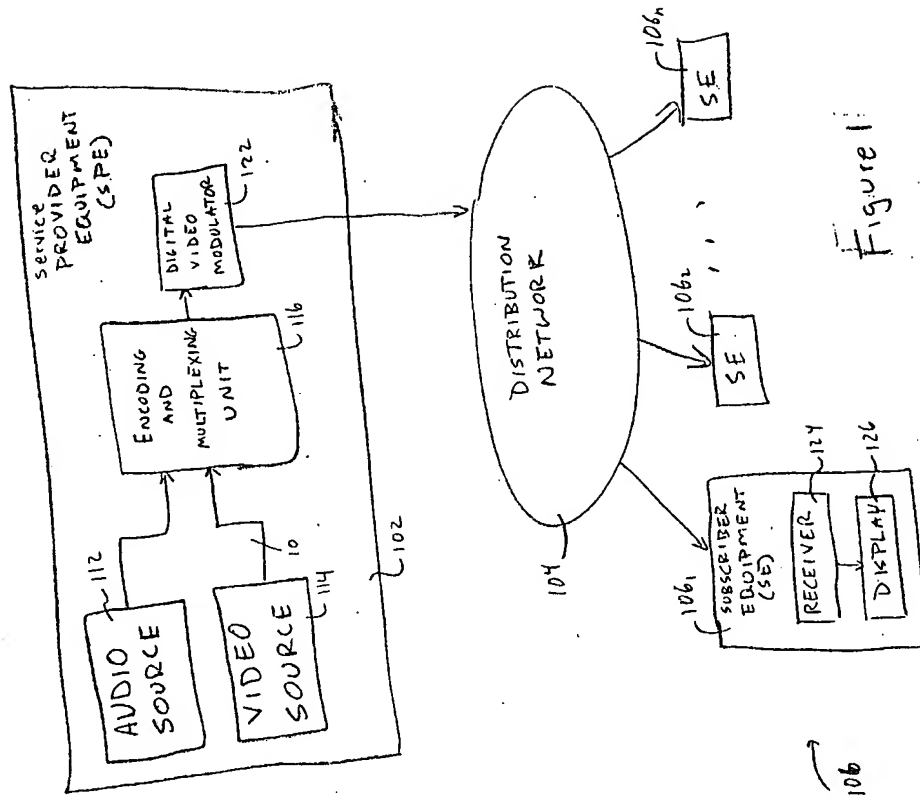 Service
PROVIDER
EQUIPMENT
(SPE)
AUDIO
SOURCE
112
VIDEO
SOURCE
114
10
ENCODING
AND
MULTIPLEXING
UNIT
116
DIGITAL
VIDEO
MODULATOR
122
102
DISTRIBUTION
NETWORK
104
106₁
SUBSCRIBER
EQUIPMENT
(SE)
RECEIVER
124
DISPLAY
126
SE
106₂
SE
106n
106
Figure 1